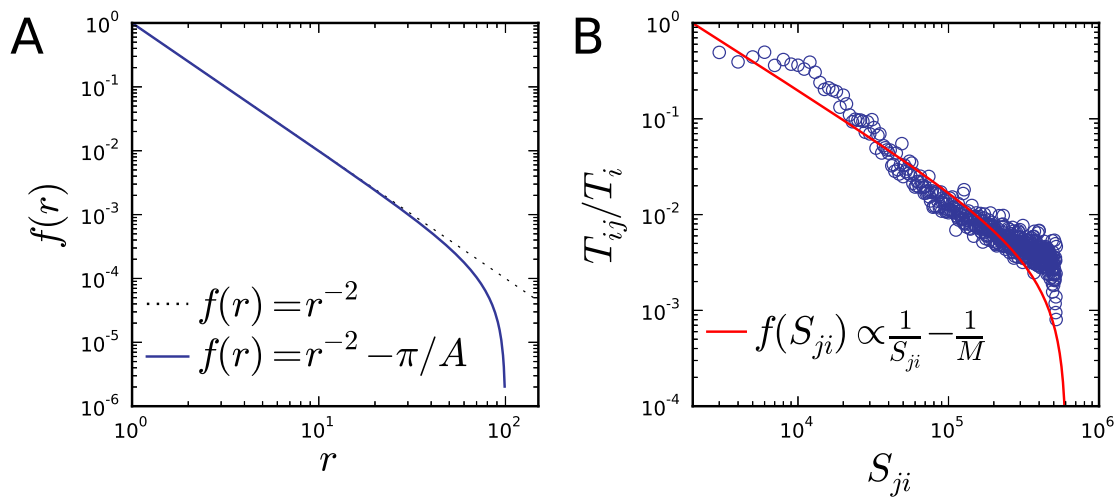 A
10^0
10^-1
10^-2
10^-3
10^-4
10^-5
10^-6
f(r)
f(r) = r^-2
f(r) = r^-2 − π/A
10^0
10^1
10^2
r
B
10^0
10^-1
10^-2
10^-3
10^-4
T_ij/T_i
f(S_ji) ∝ 1/S_ji − 1/M
10^4
10^5
10^6
S_ji